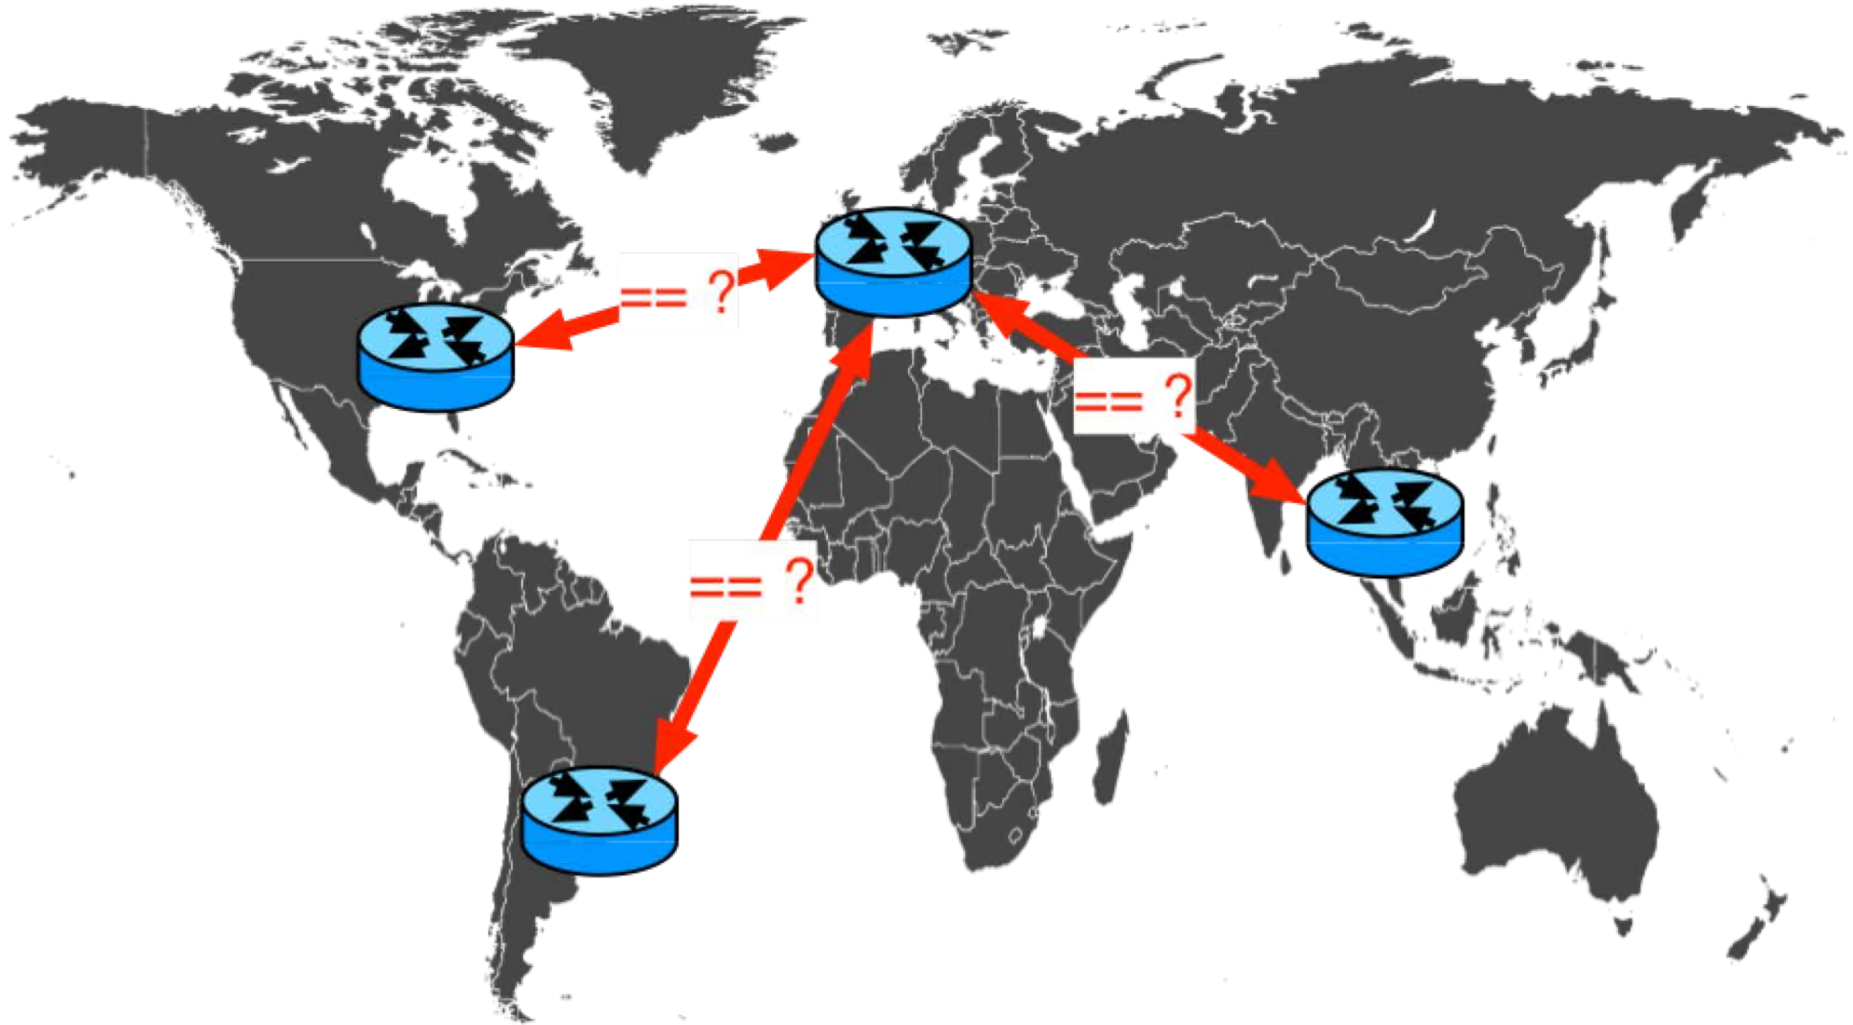 == ?
== ?
== ?